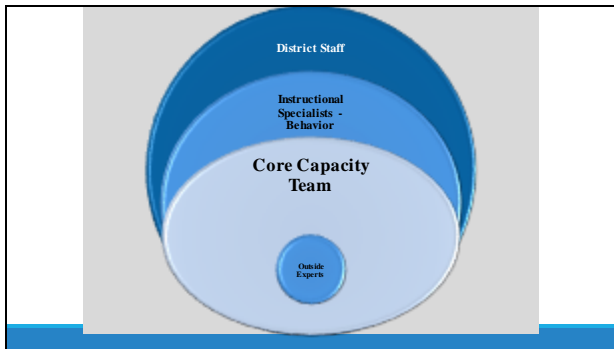 District Staff
Instructional
Specialists -
Behavior
Core Capacity
Team
Outside
Experts